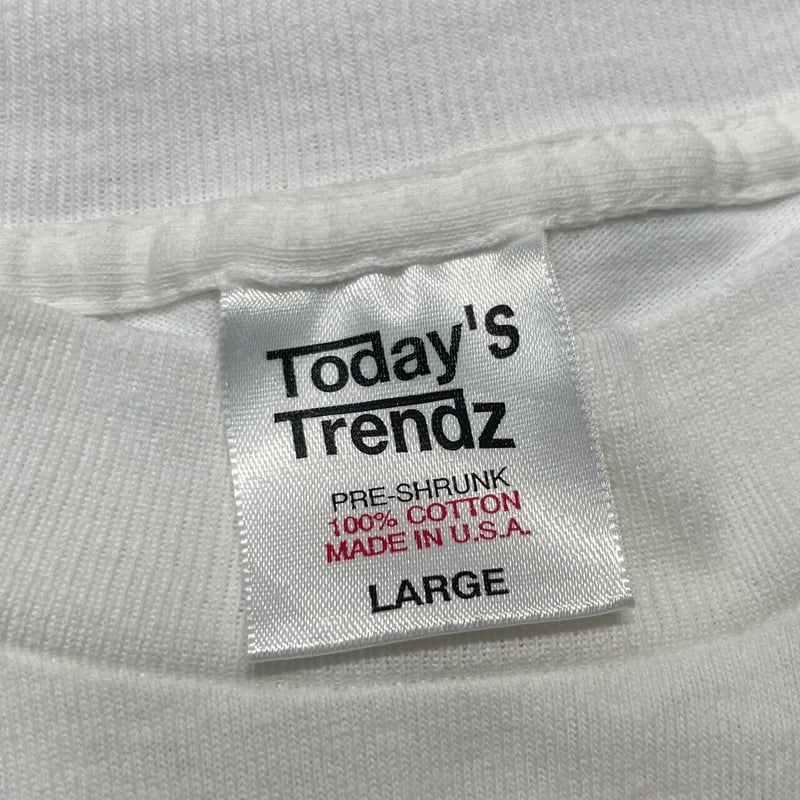 Today's
Trendz
PRE-SHRUNK
100% COTTON
MADE IN U.S.A.
LARGE